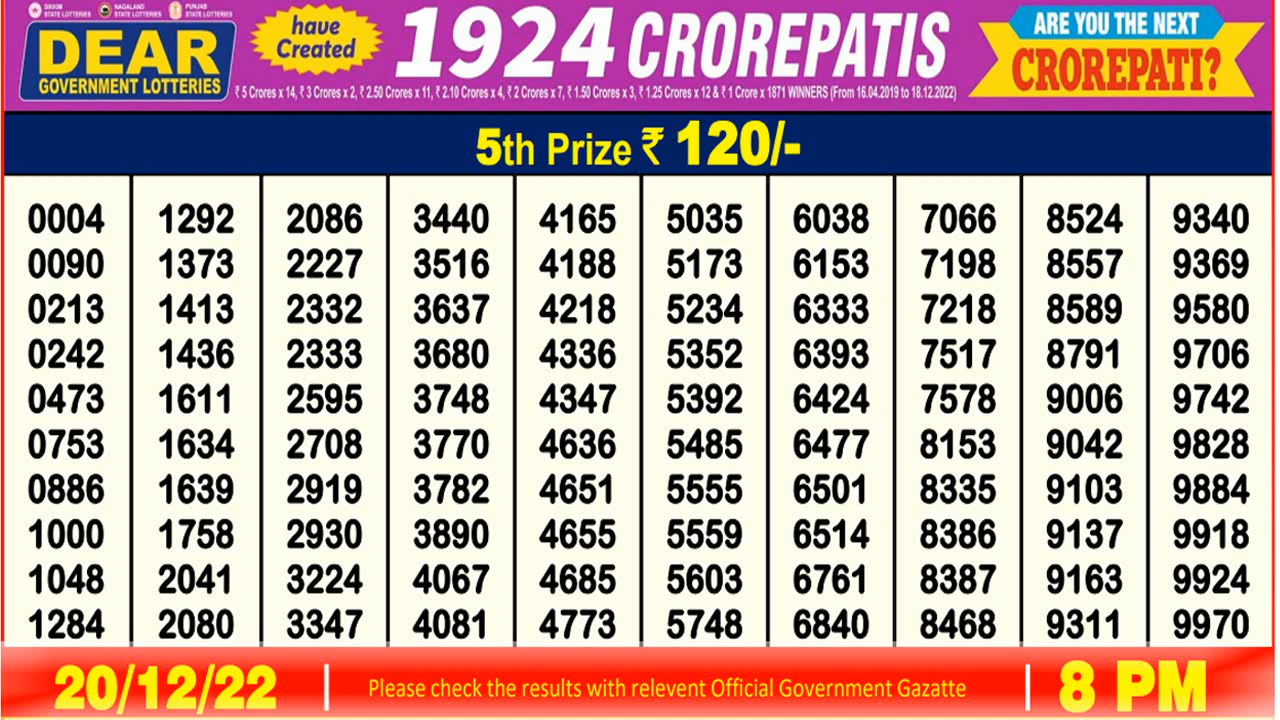 SIKKIM STATE LOTTERIES
NAGALAND STATE LOTTERIES
PUNJAB STATE LOTTERIES
DEAR
GOVERNMENT LOTTERIES
have
Created
1924 CROREPATIS
₹ 5 Crores x 14, ₹ 3 Crores x 2, ₹ 2.50 Crores x 11, ₹ 2.10 Crores x 4, ₹ 2 Crores x 7, ₹ 1.50 Crores x 3, ₹ 1.25 Crores x 12 & ₹ 1 Crore x 1871 WINNERS (From 16.04.2019 to 18.12.2022)
ARE YOU THE NEXT
CROREPATI?
5th Prize ₹ 120/-
0004 1292 2086 3440 4165 5035 6038 7066 8524 9340
0090 1373 2227 3516 4188 5173 6153 7198 8557 9369
0213 1413 2332 3637 4218 5234 6333 7218 8589 9580
0242 1436 2333 3680 4336 5352 6393 7517 8791 9706
0473 1611 2595 3748 4347 5392 6424 7578 9006 9742
0753 1634 2708 3770 4636 5485 6477 8153 9042 9828
0886 1639 2919 3782 4651 5555 6501 8335 9103 9884
1000 1758 2930 3890 4655 5559 6514 8386 9137 9918
1048 2041 3224 4067 4685 5603 6761 8387 9163 9924
1284 2080 3347 4081 4773 5748 6840 8468 9311 9970
20/12/22 | Please check the results with relevent Official Government Gazatte | 8 PM